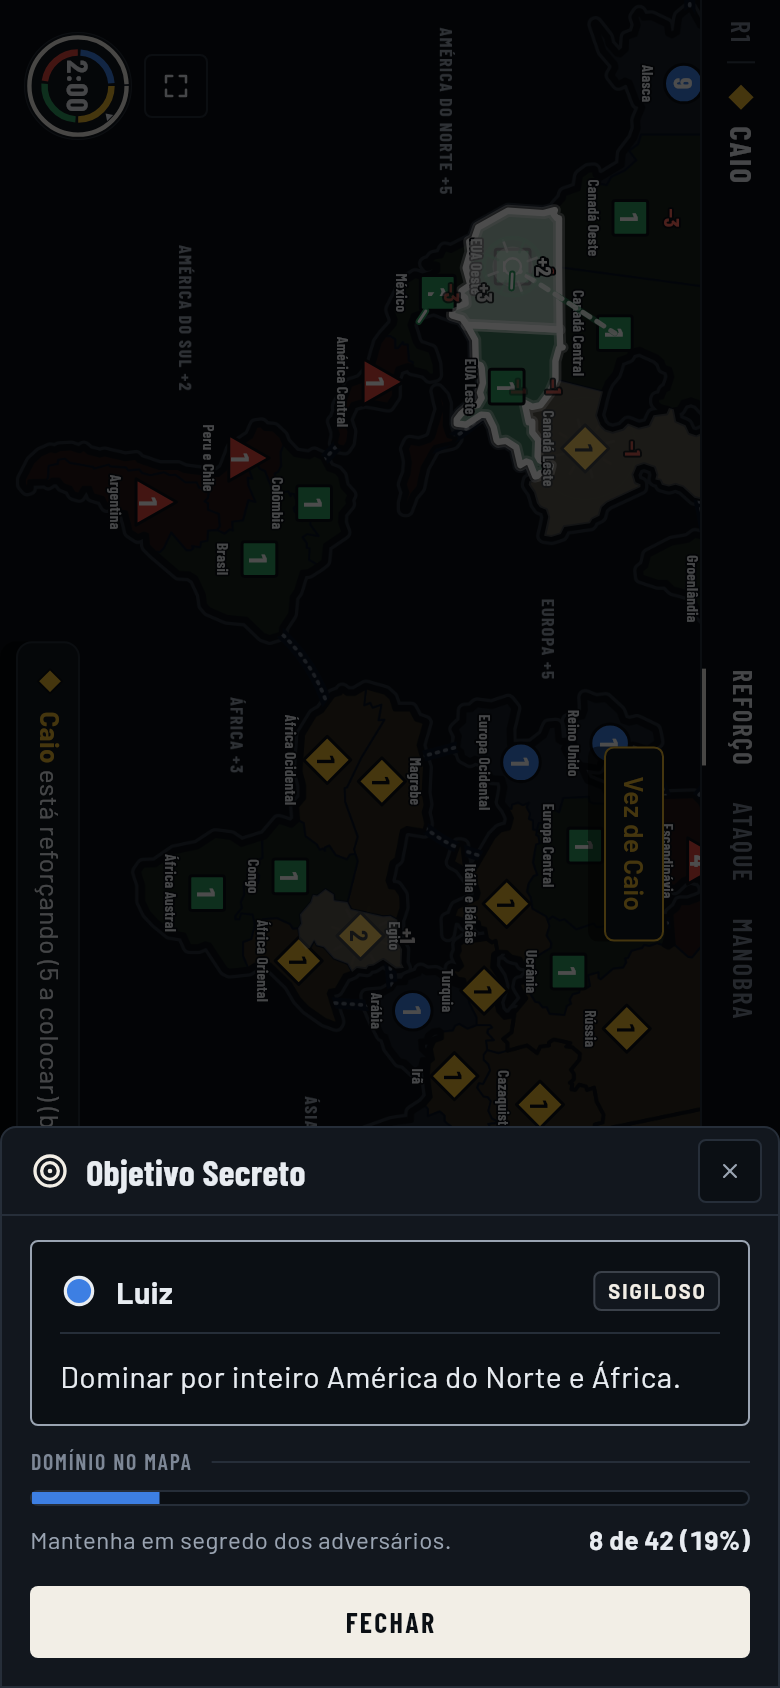 R1
CAIO
REFORÇO
ATAQUE
MANOBRA
2:00
AMÉRICA DO NORTE +5
Alasca
9
Canadá Oeste
1
-3
Canadá Central
EUA Oeste
+2
+3
México
-3
EUA Leste
1
-1
Canadá Leste
1
-1
Groenlândia
América Central
1
AMÉRICA DO SUL +2
Peru e Chile
1
Colômbia
1
Argentina
1
Brasil
1
EUROPA +5
Reino Unido
1
Europa Ocidental
1
Europa Central
1
Escandinávia
4
Vez de Caio
Itália e Balcãs
1
Ucrânia
1
Rússia
1
ÁFRICA +3
África Ocidental
1
Magrebe
1
Congo
1
África Austral
1
Egito
2
+1
África Oriental
1
Turquia
1
Arábia
1
Irã
1
Cazaquist
1
ÁSIA
Caio está reforçando (5 a colocar) (b
Objetivo Secreto
Luiz
SIGILOSO
Dominar por inteiro América do Norte e África.
DOMÍNIO NO MAPA
Mantenha em segredo dos adversários.
8 de 42 (19%)
FECHAR